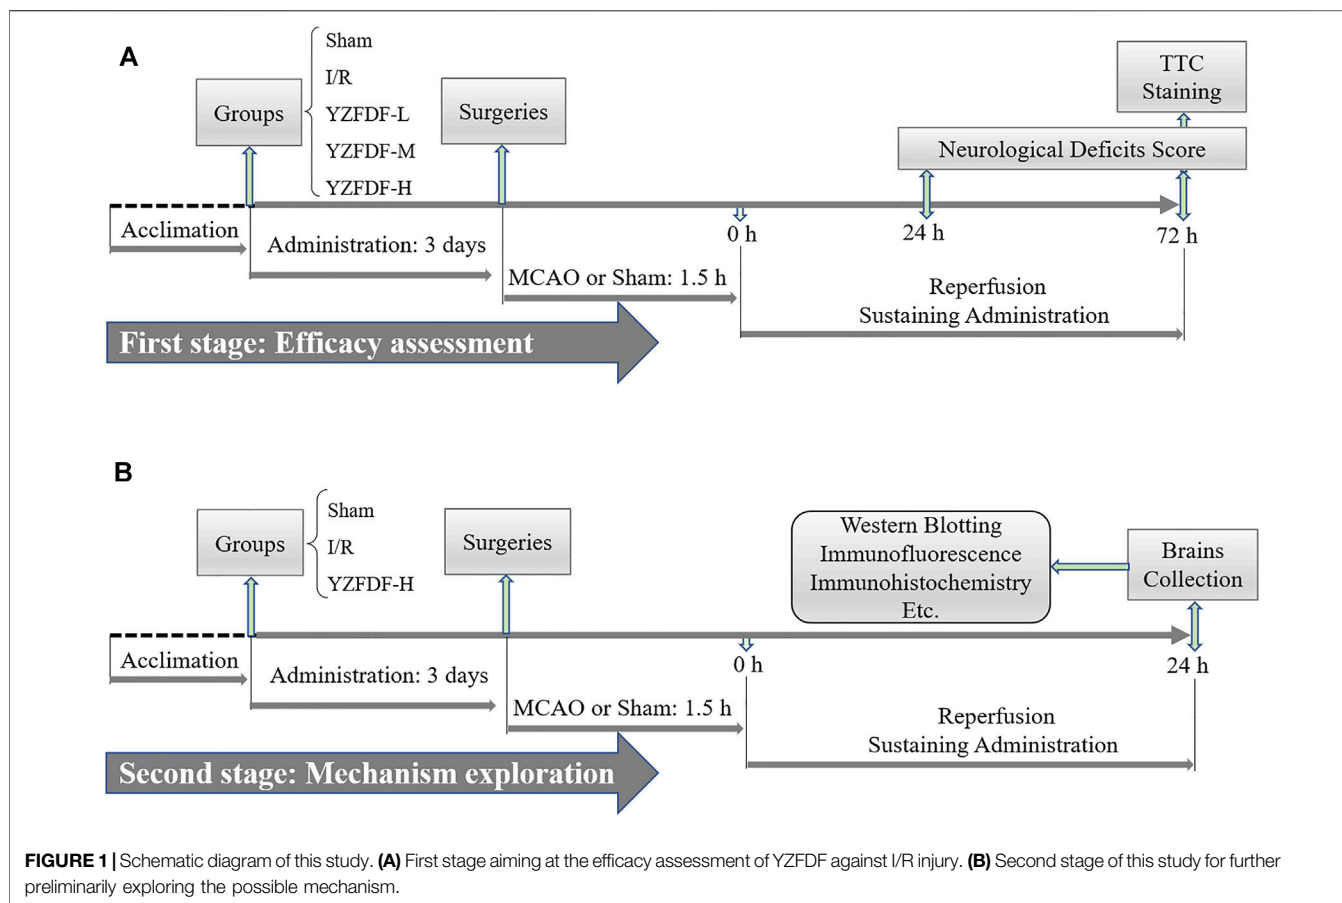 A
Groups
Sham
I/R
YZFDF-L
YZFDF-M
YZFDF-H
Surgeries
TTC
Staining
Neurological Deficits Score
Acclimation
Administration: 3 days
MCAO or Sham: 1.5 h
0 h
24 h
72 h
Reperfusion
Sustaining Administration
First stage: Efficacy assessment
B
Groups
Sham
I/R
YZFDF-H
Surgeries
Western Blotting
Immunofluorescence
Immunohistochemistry
Etc.
Brains
Collection
Acclimation
Administration: 3 days
MCAO or Sham: 1.5 h
0 h
24 h
Reperfusion
Sustaining Administration
Second stage: Mechanism exploration
FIGURE 1 | Schematic diagram of this study. (A) First stage aiming at the efficacy assessment of YZFDF against I/R injury. (B) Second stage of this study for further
preliminarily exploring the possible mechanism.